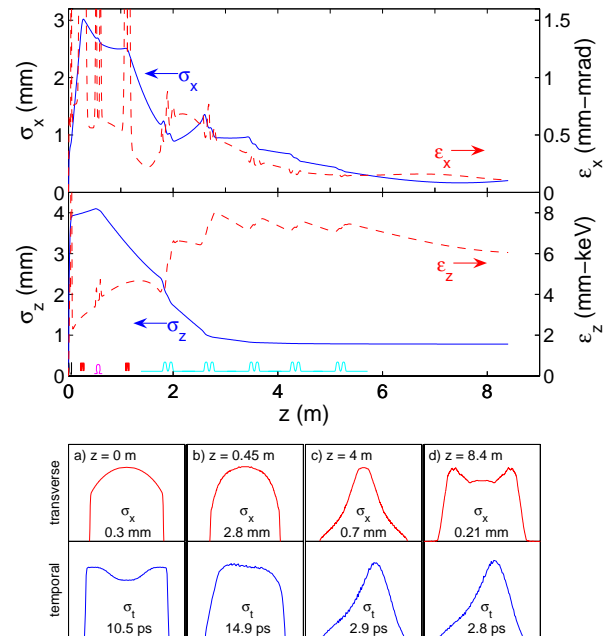 3
2
1
0
σx (mm)
σx
εx
1.5
1
0.5
0
εx (mm−mrad)
4
3
2
1
0
σz (mm)
σz
εz
8
6
4
2
0
εz (mm−keV)
0 2 4 6 8
z (m)
transverse
a) z = 0 m
σx
0.3 mm
b) z = 0.45 m
σx
2.8 mm
c) z = 4 m
σx
0.7 mm
d) z = 8.4 m
σx
0.21 mm
temporal
σt
10.5 ps
σt
14.9 ps
σt
2.9 ps
σt
2.8 ps